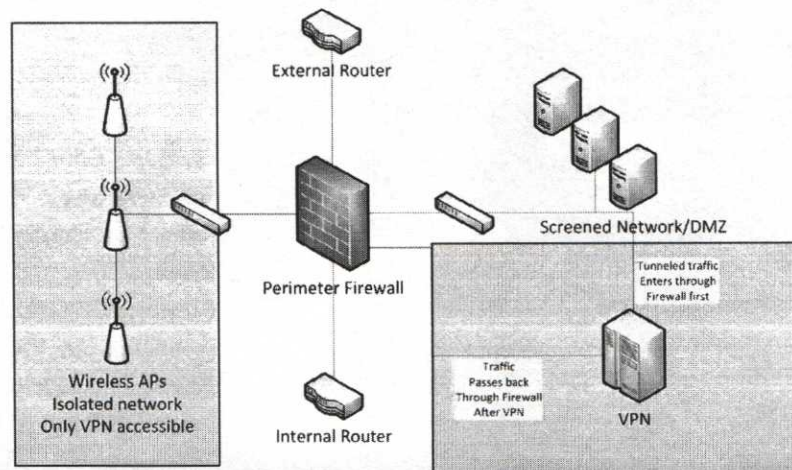 External Router
Screened Network/DMZ
Perimeter Firewall
Tunneled traffic
Enters through
Firewall first
Wireless APs
Isolated network
Only VPN accessible
Internal Router
Traffic
Passes back
Through Firewall
After VPN
VPN